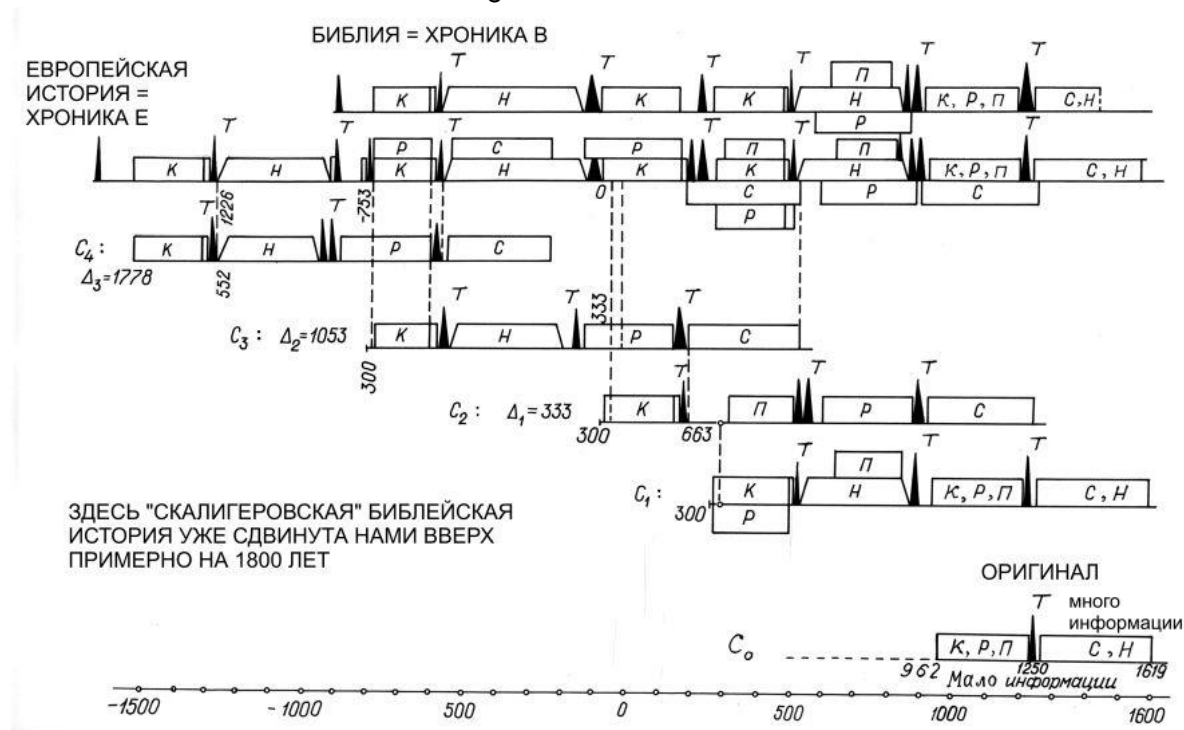 БИБЛИЯ = ХРОНИКА В
ЕВРОПЕЙСКАЯ
ИСТОРИЯ =
ХРОНИКА Е
T T T T T T
П
К Н К К Н К, Р, П С,Н
Р
T T T T T
Р С Р П П
К Н К Н К К Н К, Р, П С, Н
С Р С
Р
1226 -753 0
T
C₄: К Н Р С
Δ₃=1778
552
T T 333 T
C₃: Δ₂=1053 К Н Р С
300
T T T
C₂: Δ₁=333 К П Р С
300 663
T T T
П
C₁: К Н К, Р, П С, Н
300
Р
ЗДЕСЬ "СКАЛИГЕРОВСКАЯ" БИБЛЕЙСКАЯ
ИСТОРИЯ УЖЕ СДВИНУТА НАМИ ВВЕРХ
ПРИМЕРНО НА 1800 ЛЕТ
ОРИГИНАЛ
T много
информации
C₀ К, Р, П С, Н
962 1250 1619
Мало информации
-1500 -1000 500 0 500 1000 1600